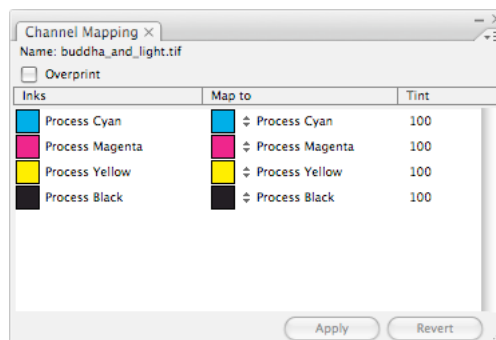 Channel Mapping ×
Name: buddha_and_light.tif
Overprint
Inks Map to Tint
Process Cyan Process Cyan 100
Process Magenta Process Magenta 100
Process Yellow Process Yellow 100
Process Black Process Black 100
Apply Revert